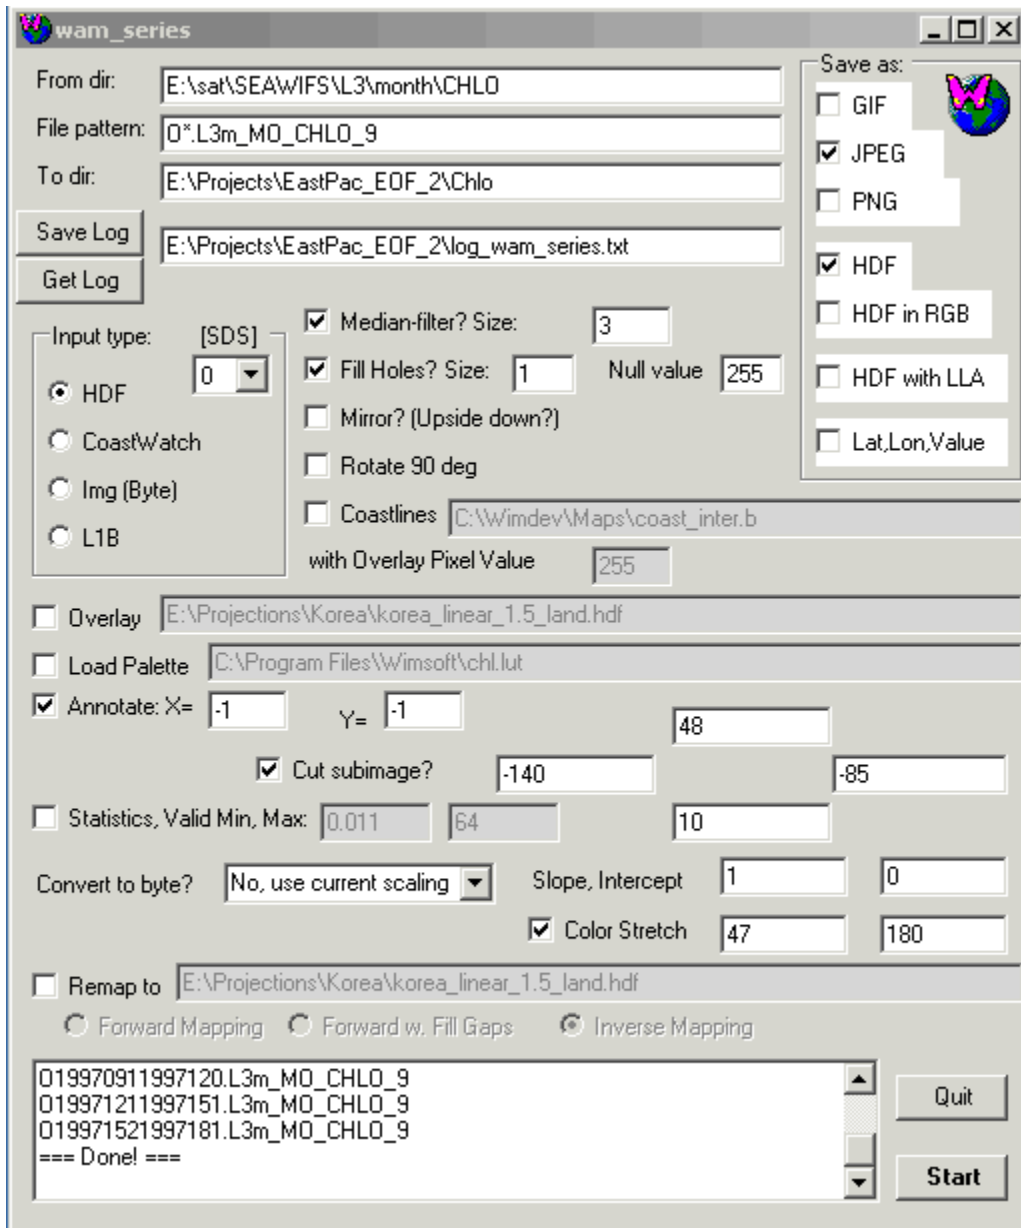 wam_series
From dir:
E:\sat\SEAWIFS\L3\month\CHLO
File pattern:
O*.L3m_MO_CHLO_9
To dir:
E:\Projects\EastPac_EOF_2\Chlo
Save Log
E:\Projects\EastPac_EOF_2\log_wam_series.txt
Get Log
Save as:
GIF
JPEG
PNG
HDF
HDF in RGB
HDF with LLA
Lat,Lon,Value
Input type:
[SDS]
0
HDF
CoastWatch
Img (Byte)
L1B
Median-filter? Size:
3
Fill Holes? Size:
1
Null value
255
Mirror? (Upside down?)
Rotate 90 deg
Coastlines
C:\Wimdev\Maps\coast_inter.b
with Overlay Pixel Value
255
Overlay
E:\Projections\Korea\korea_linear_1.5_land.hdf
Load Palette
C:\Program Files\Wimsoft\chl.lut
Annotate: X=
-1
Y=
-1
48
Cut subimage?
-140
-85
Statistics, Valid Min, Max:
0.011
64
10
Convert to byte?
No, use current scaling
Slope, Intercept
1
0
Color Stretch
47
180
Remap to
E:\Projections\Korea\korea_linear_1.5_land.hdf
Forward Mapping
Forward w. Fill Gaps
Inverse Mapping
O19970911997120.L3m_MO_CHLO_9
O19971211997151.L3m_MO_CHLO_9
O19971521997181.L3m_MO_CHLO_9
=== Done! ===
Quit
Start